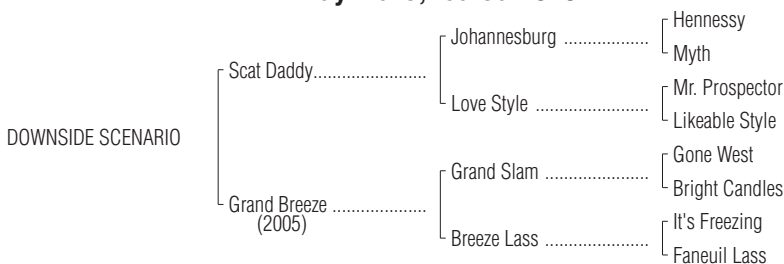 Hennessy
Johannesburg ....................
Myth
Scat Daddy.........................
Mr. Prospector
Love Style ..........................
Likeable Style
DOWNSIDE SCENARIO
Gone West
Grand Slam ........................
Bright Candles
Grand Breeze ......................
(2005)
It's Freezing
Breeze Lass ........................
Faneuil Lass